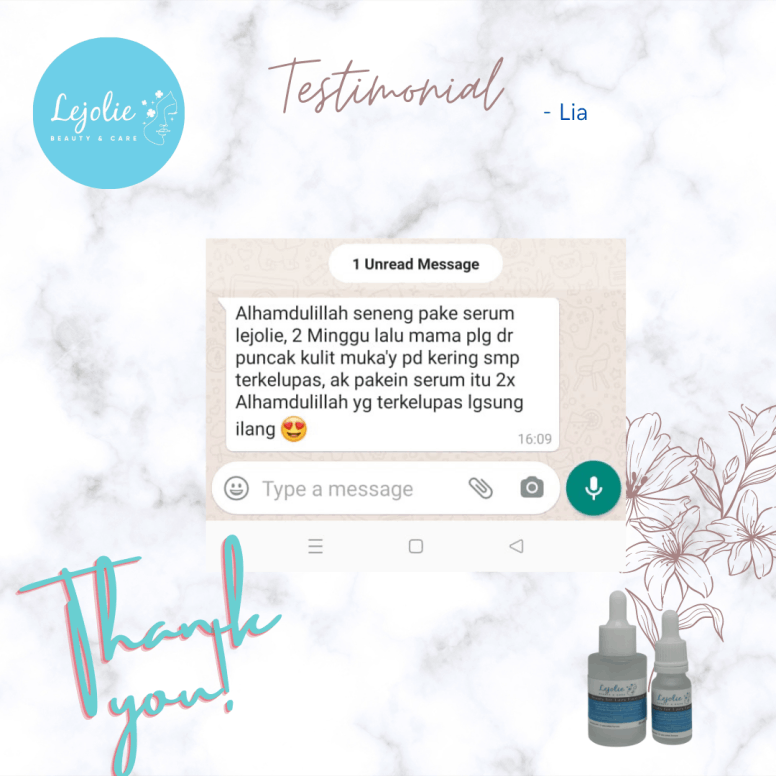 Lejolie
BEAUTY & CARE
Testimonial
- Lia
1 Unread Message
Alhamdulillah seneng pake serum
lejolie, 2 Minggu lalu mama plg dr
puncak kulit muka'y pd kering smp
terkelupas, ak pakein serum itu 2x
Alhamdulillah yg terkelupas lgsung
ilang 😍
16:09
Type a message
Thank
you!
Lejolie
Lejolie